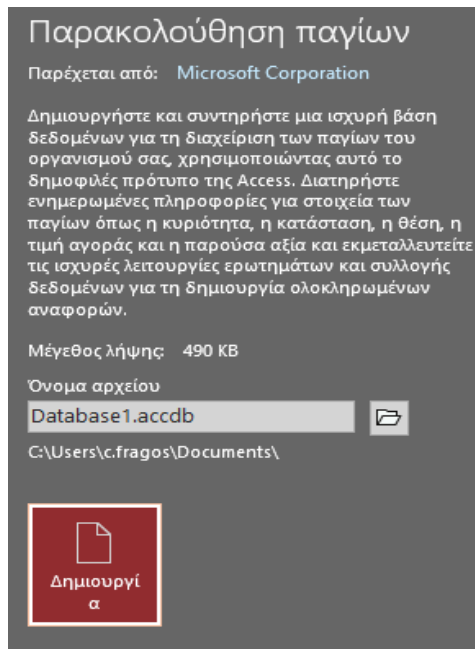 Παρακολούθηση παγίων
Παρέχεται από: Microsoft Corporation
Δημιουργήστε και συντηρήστε μια ισχυρή βάση
δεδομένων για τη διαχείριση των παγίων του
οργανισμού σας, χρησιμοποιώντας αυτό το
δημοφιλές πρότυπο της Access. Διατηρήστε
ενημερωμένες πληροφορίες για στοιχεία των
παγίων όπως η κυριότητα, η κατάσταση, η θέση, η
τιμή αγοράς και η παρούσα αξία και εκμεταλλευτείτε
τις ισχυρές λειτουργίες ερωτημάτων και συλλογής
δεδομένων για τη δημιουργία ολοκληρωμένων
αναφορών.
Μέγεθος λήψης: 490 KB
Όνομα αρχείου
Database1.accdb
C:\Users\c.fragos\Documents\
Δημιουργί
α